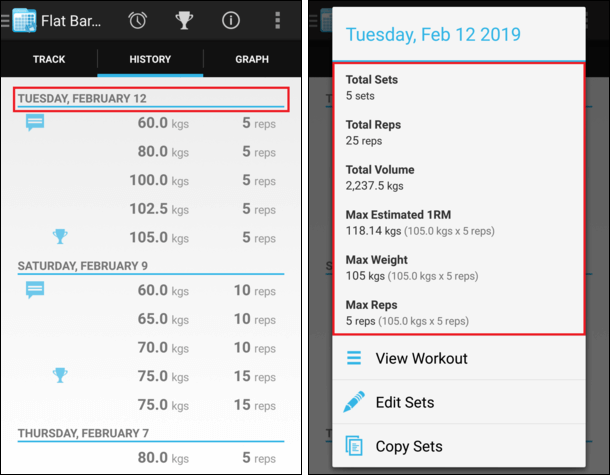 Flat Bar...
TRACK HISTORY GRAPH
TUESDAY, FEBRUARY 12
60.0 kgs 5 reps
80.0 kgs 5 reps
100.0 kgs 5 reps
102.5 kgs 5 reps
105.0 kgs 5 reps
SATURDAY, FEBRUARY 9
60.0 kgs 10 reps
65.0 kgs 10 reps
70.0 kgs 10 reps
75.0 kgs 15 reps
75.0 kgs 15 reps
THURSDAY, FEBRUARY 7
80.0 kgs 5 reps
Tuesday, Feb 12 2019
Total Sets
5 sets
Total Reps
25 reps
Total Volume
2,237.5 kgs
Max Estimated 1RM
118.14 kgs (105.0 kgs x 5 reps)
Max Weight
105 kgs (105.0 kgs x 5 reps)
Max Reps
5 reps (105.0 kgs x 5 reps)
View Workout
Edit Sets
Copy Sets